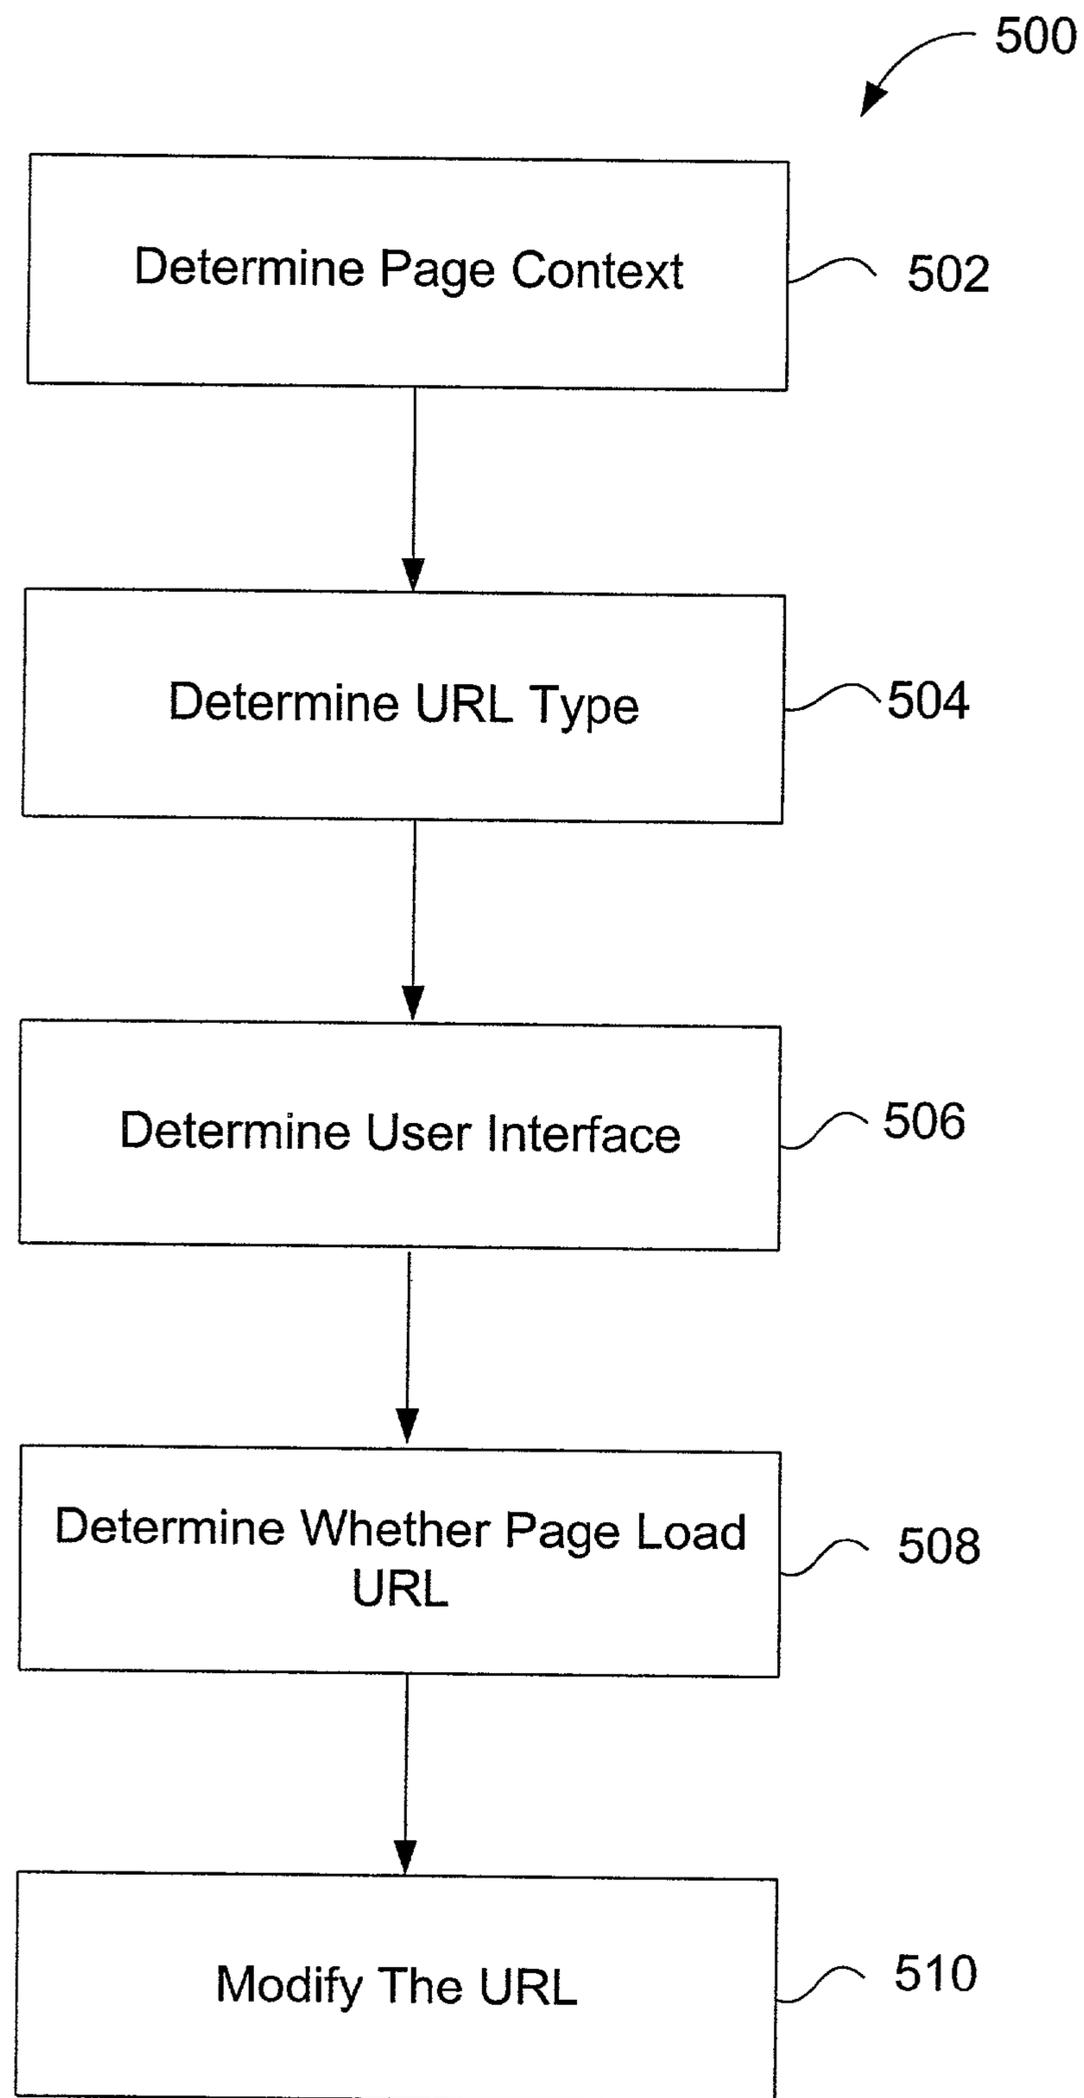 500
Determine Page Context
502
Determine URL Type
504
Determine User Interface
506
Determine Whether Page Load
URL
508
Modify The URL
510